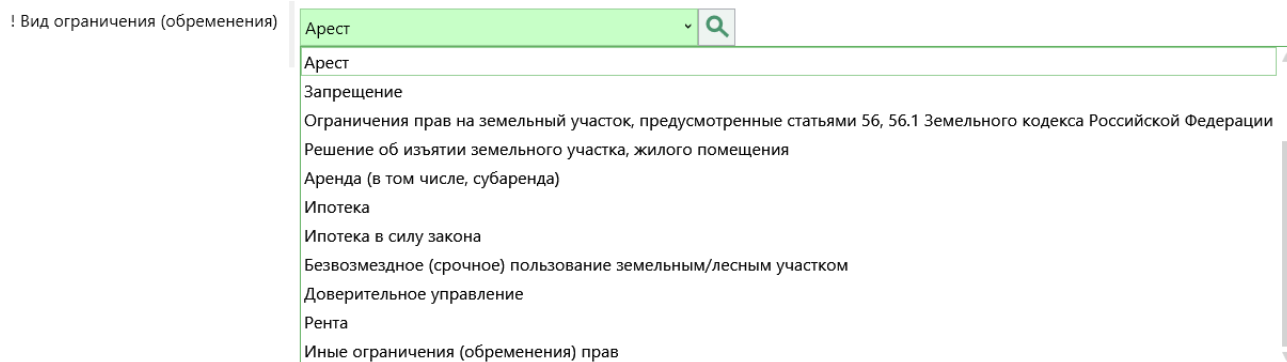 ! Вид ограничения (обременения)
Арест
Арест
Запрещение
Ограничения прав на земельный участок, предусмотренные статьями 56, 56.1 Земельного кодекса Российской Федерации
Решение об изъятии земельного участка, жилого помещения
Аренда (в том числе, субаренда)
Ипотека
Ипотека в силу закона
Безвозмездное (срочное) пользование земельным/лесным участком
Доверительное управление
Рента
Иные ограничения (обременения) прав